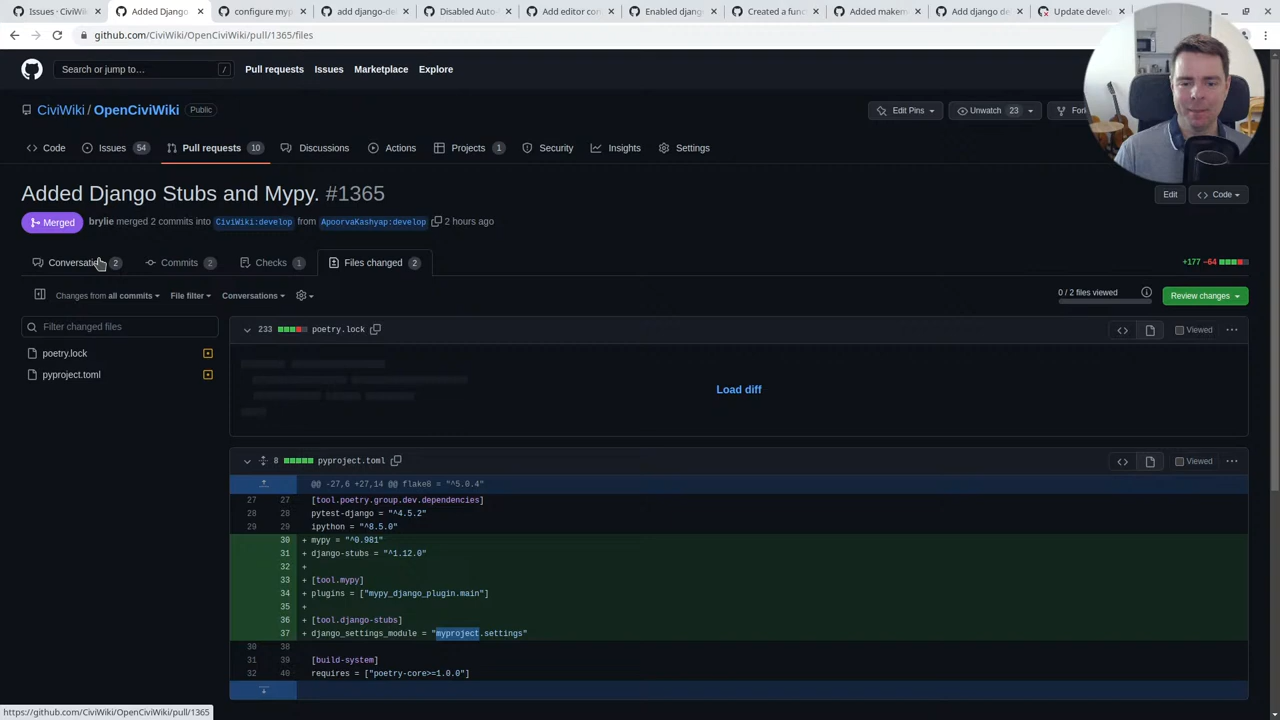 Issues · CiviWik
Added Django
configure myp
add django-de
Disabled Auto-
Add editor con
Enabled djang
Created a func
Added makem
Add django de
Update develo
github.com/CiviWiki/OpenCiviWiki/pull/1365/files
Search or jump to…
/
Pull requests
Issues
Marketplace
Explore
CiviWiki / OpenCiviWiki
Public
Edit Pins
Unwatch 23
Fork
Code
Issues 54
Pull requests 10
Discussions
Actions
Projects 1
Security
Insights
Settings
Added Django Stubs and Mypy. #1365
Edit
Code
Merged
brylie merged 2 commits into CiviWiki:develop from ApoorvaKashyap:develop 2 hours ago
Conversati 2
Commits 2
Checks 1
Files changed 2
+177 −64
Changes from all commits
File filter
Conversations
0 / 2 files viewed
Review changes
Filter changed files
poetry.lock
pyproject.toml
233 poetry.lock
Viewed
Load diff
8 pyproject.toml
Viewed
@@ -27,6 +27,14 @@ flake8 = "^5.0.4"
27 27 [tool.poetry.group.dev.dependencies]
28 28 pytest-django = "^4.5.2"
29 29 ipython = "^8.5.0"
30 + mypy = "^0.981"
31 + django-stubs = "^1.12.0"
32 +
33 + [tool.mypy]
34 + plugins = ["mypy_django_plugin.main"]
35 +
36 + [tool.django-stubs]
37 + django_settings_module = "myproject.settings"
30 38
31 39 [build-system]
32 40 requires = ["poetry-core>=1.0.0"]
https://github.com/CiviWiki/OpenCiviWiki/pull/1365